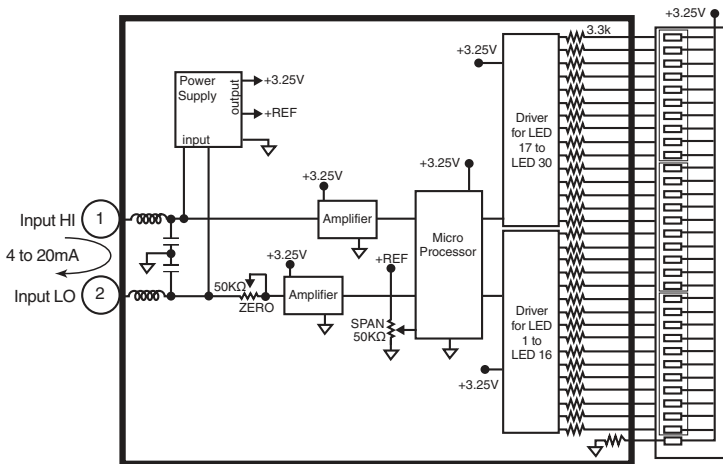 +3.25V
3.3k
Power
Supply
output
input
+3.25V
+REF
+3.25V
Driver
for LED
17 to
LED 30
+3.25V
+3.25V
Input HI
1
Amplifier
Micro
Processor
4 to 20mA
+3.25V
+REF
Input LO
2
50KΩ
ZERO
Amplifier
SPAN
50KΩ
Driver
for LED
1 to
LED 16
+3.25V